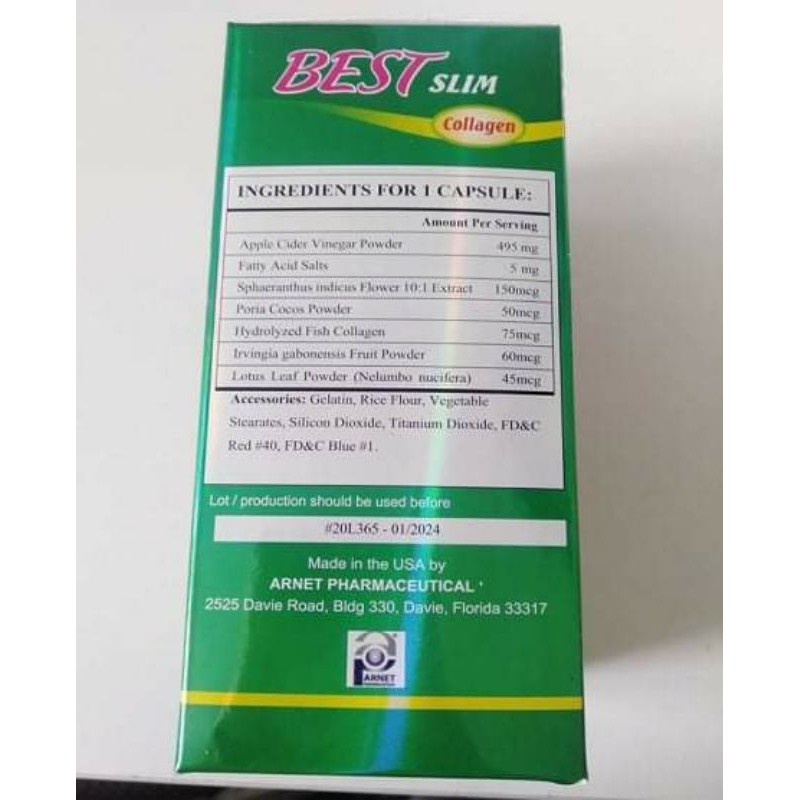 BEST SLIM
Collagen
INGREDIENTS FOR 1 CAPSULE:
Amount Per Serving
Apple Cider Vinegar Powder 495 mg
Fatty Acid Salts 5 mg
Sphaeranthus indicus Flower 10:1 Extract 150mcg
Poria Cocos Powder 50mcg
Hydrolyzed Fish Collagen 75mcg
Irvingia gabonensis Fruit Powder 60mcg
Lotus Leaf Powder (Nelumbo nucifera) 45mcg
Accessories: Gelatin, Rice Flour, Vegetable
Stearates, Silicon Dioxide, Titanium Dioxide, FD&C
Red #40, FD&C Blue #1.
Lot / production should be used before
#20L365 - 01/2024
Made in the USA by
ARNET PHARMACEUTICAL
2525 Davie Road, Bldg 330, Davie, Florida 33317
ARNET